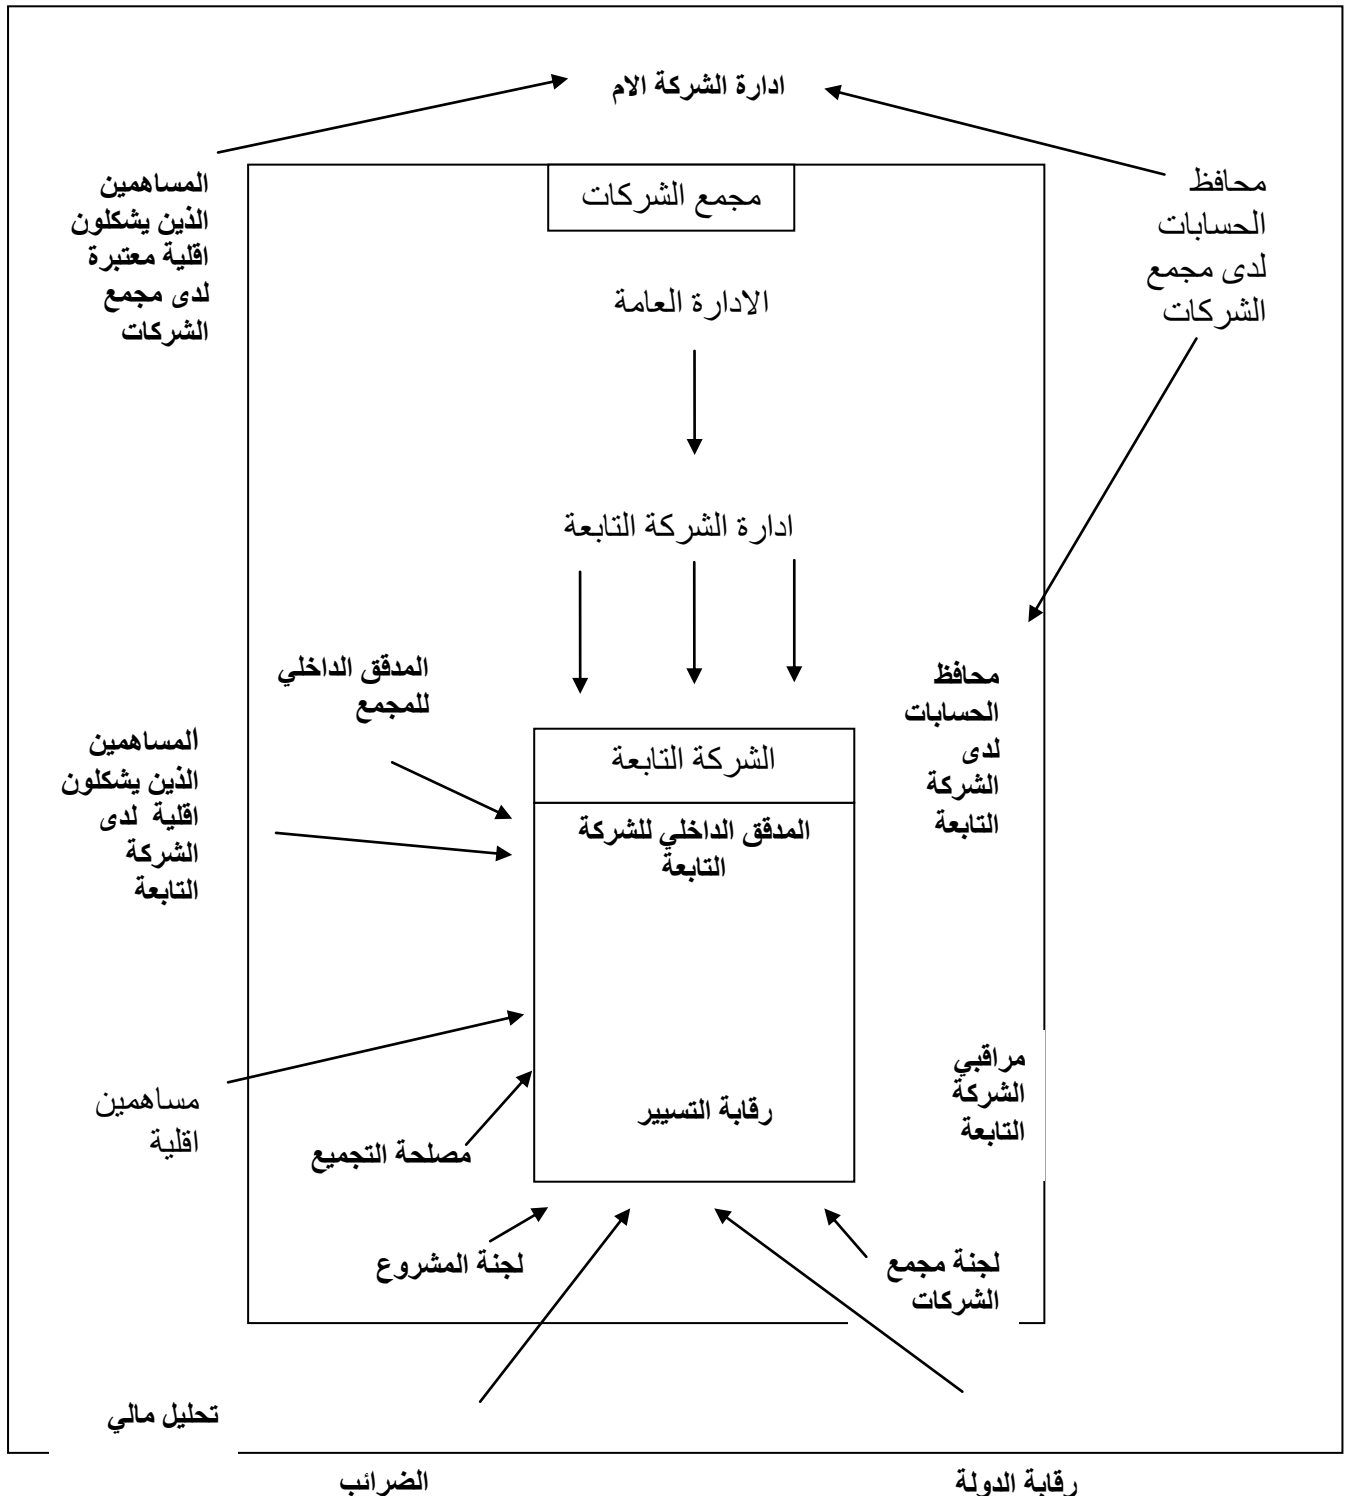 ادارة الشركة الام
محافظ
الحسابات
لدى مجمع
الشركات
مجمع الشركات
المساهمين
الذين يشكلون
اقلية معتبرة
لدى مجمع
الشركات
الادارة العامة
ادارة الشركة التابعة
محافظ
الحسابات
لدى
الشركة
التابعة
المدقق الداخلي
للمجمع
المساهمين
الذين يشكلون
اقلية لدى
الشركة
التابعة
الشركة التابعة
المدقق الداخلي للشركة
التابعة
مراقبي
الشركة
التابعة
رقابة التسيير
مساهمين
اقلية
مصلحة التجميع
لجنة مجمع
الشركات
لجنة المشروع
تحليل مالي
رقابة الدولة
الضرائب